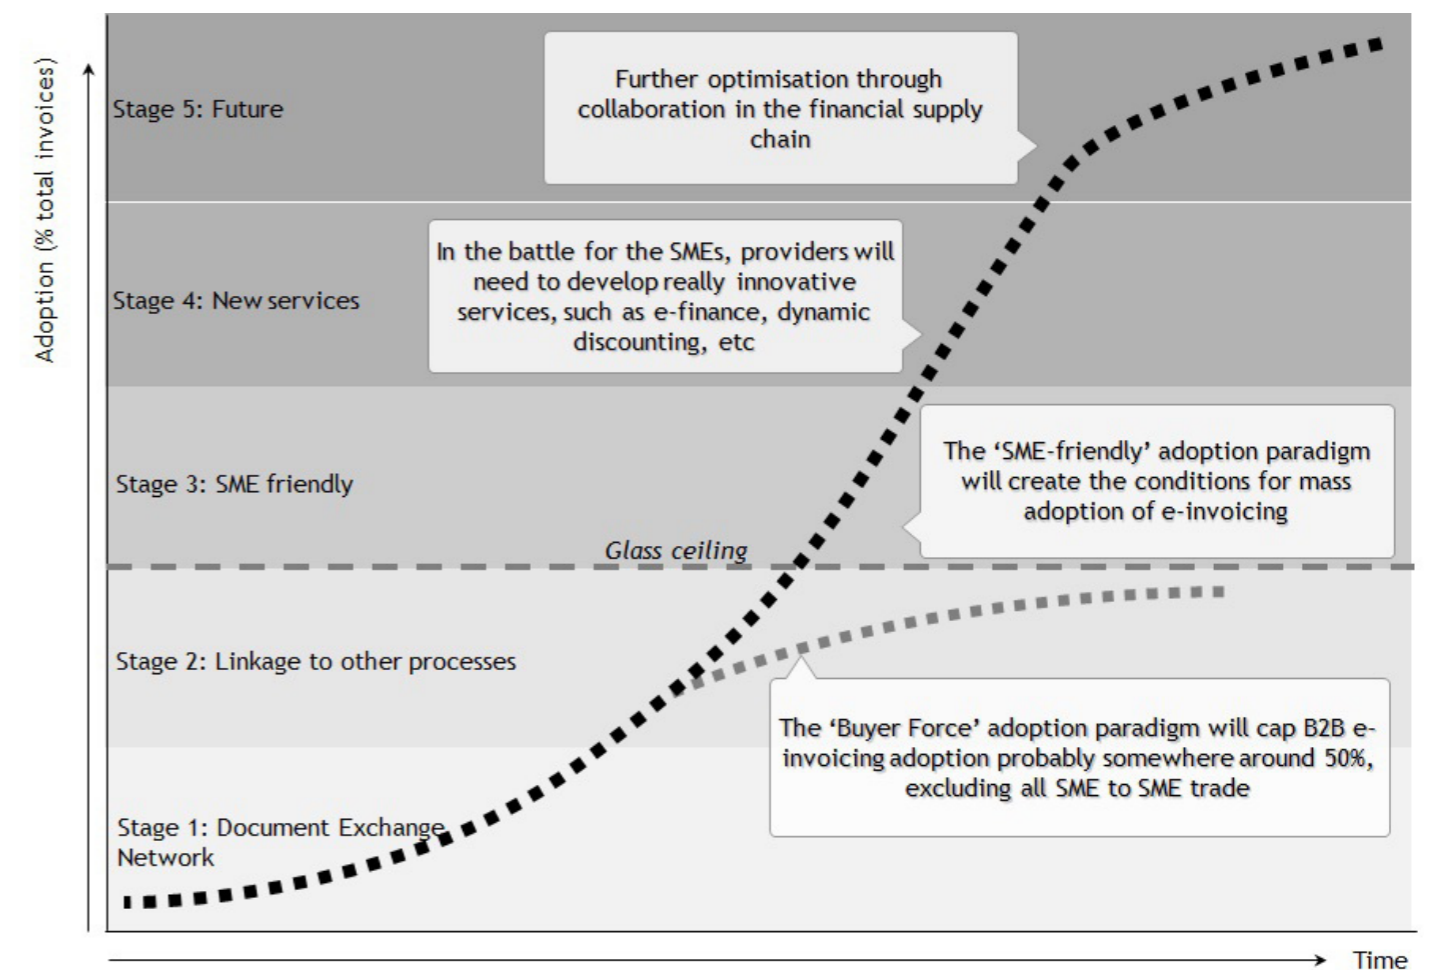 Adoption (% total invoices)
Stage 5: Future
Further optimisation through
collaboration in the financial supply
chain
Stage 4: New services
In the battle for the SMEs, providers will
need to develop really innovative
services, such as e-finance, dynamic
discounting, etc
Stage 3: SME friendly
The ‘SME-friendly’ adoption paradigm
will create the conditions for mass
adoption of e-invoicing
Glass ceiling
Stage 2: Linkage to other processes
The ‘Buyer Force’ adoption paradigm will cap B2B e-
invoicing adoption probably somewhere around 50%,
excluding all SME to SME trade
Stage 1: Document Exchange
Network
Time